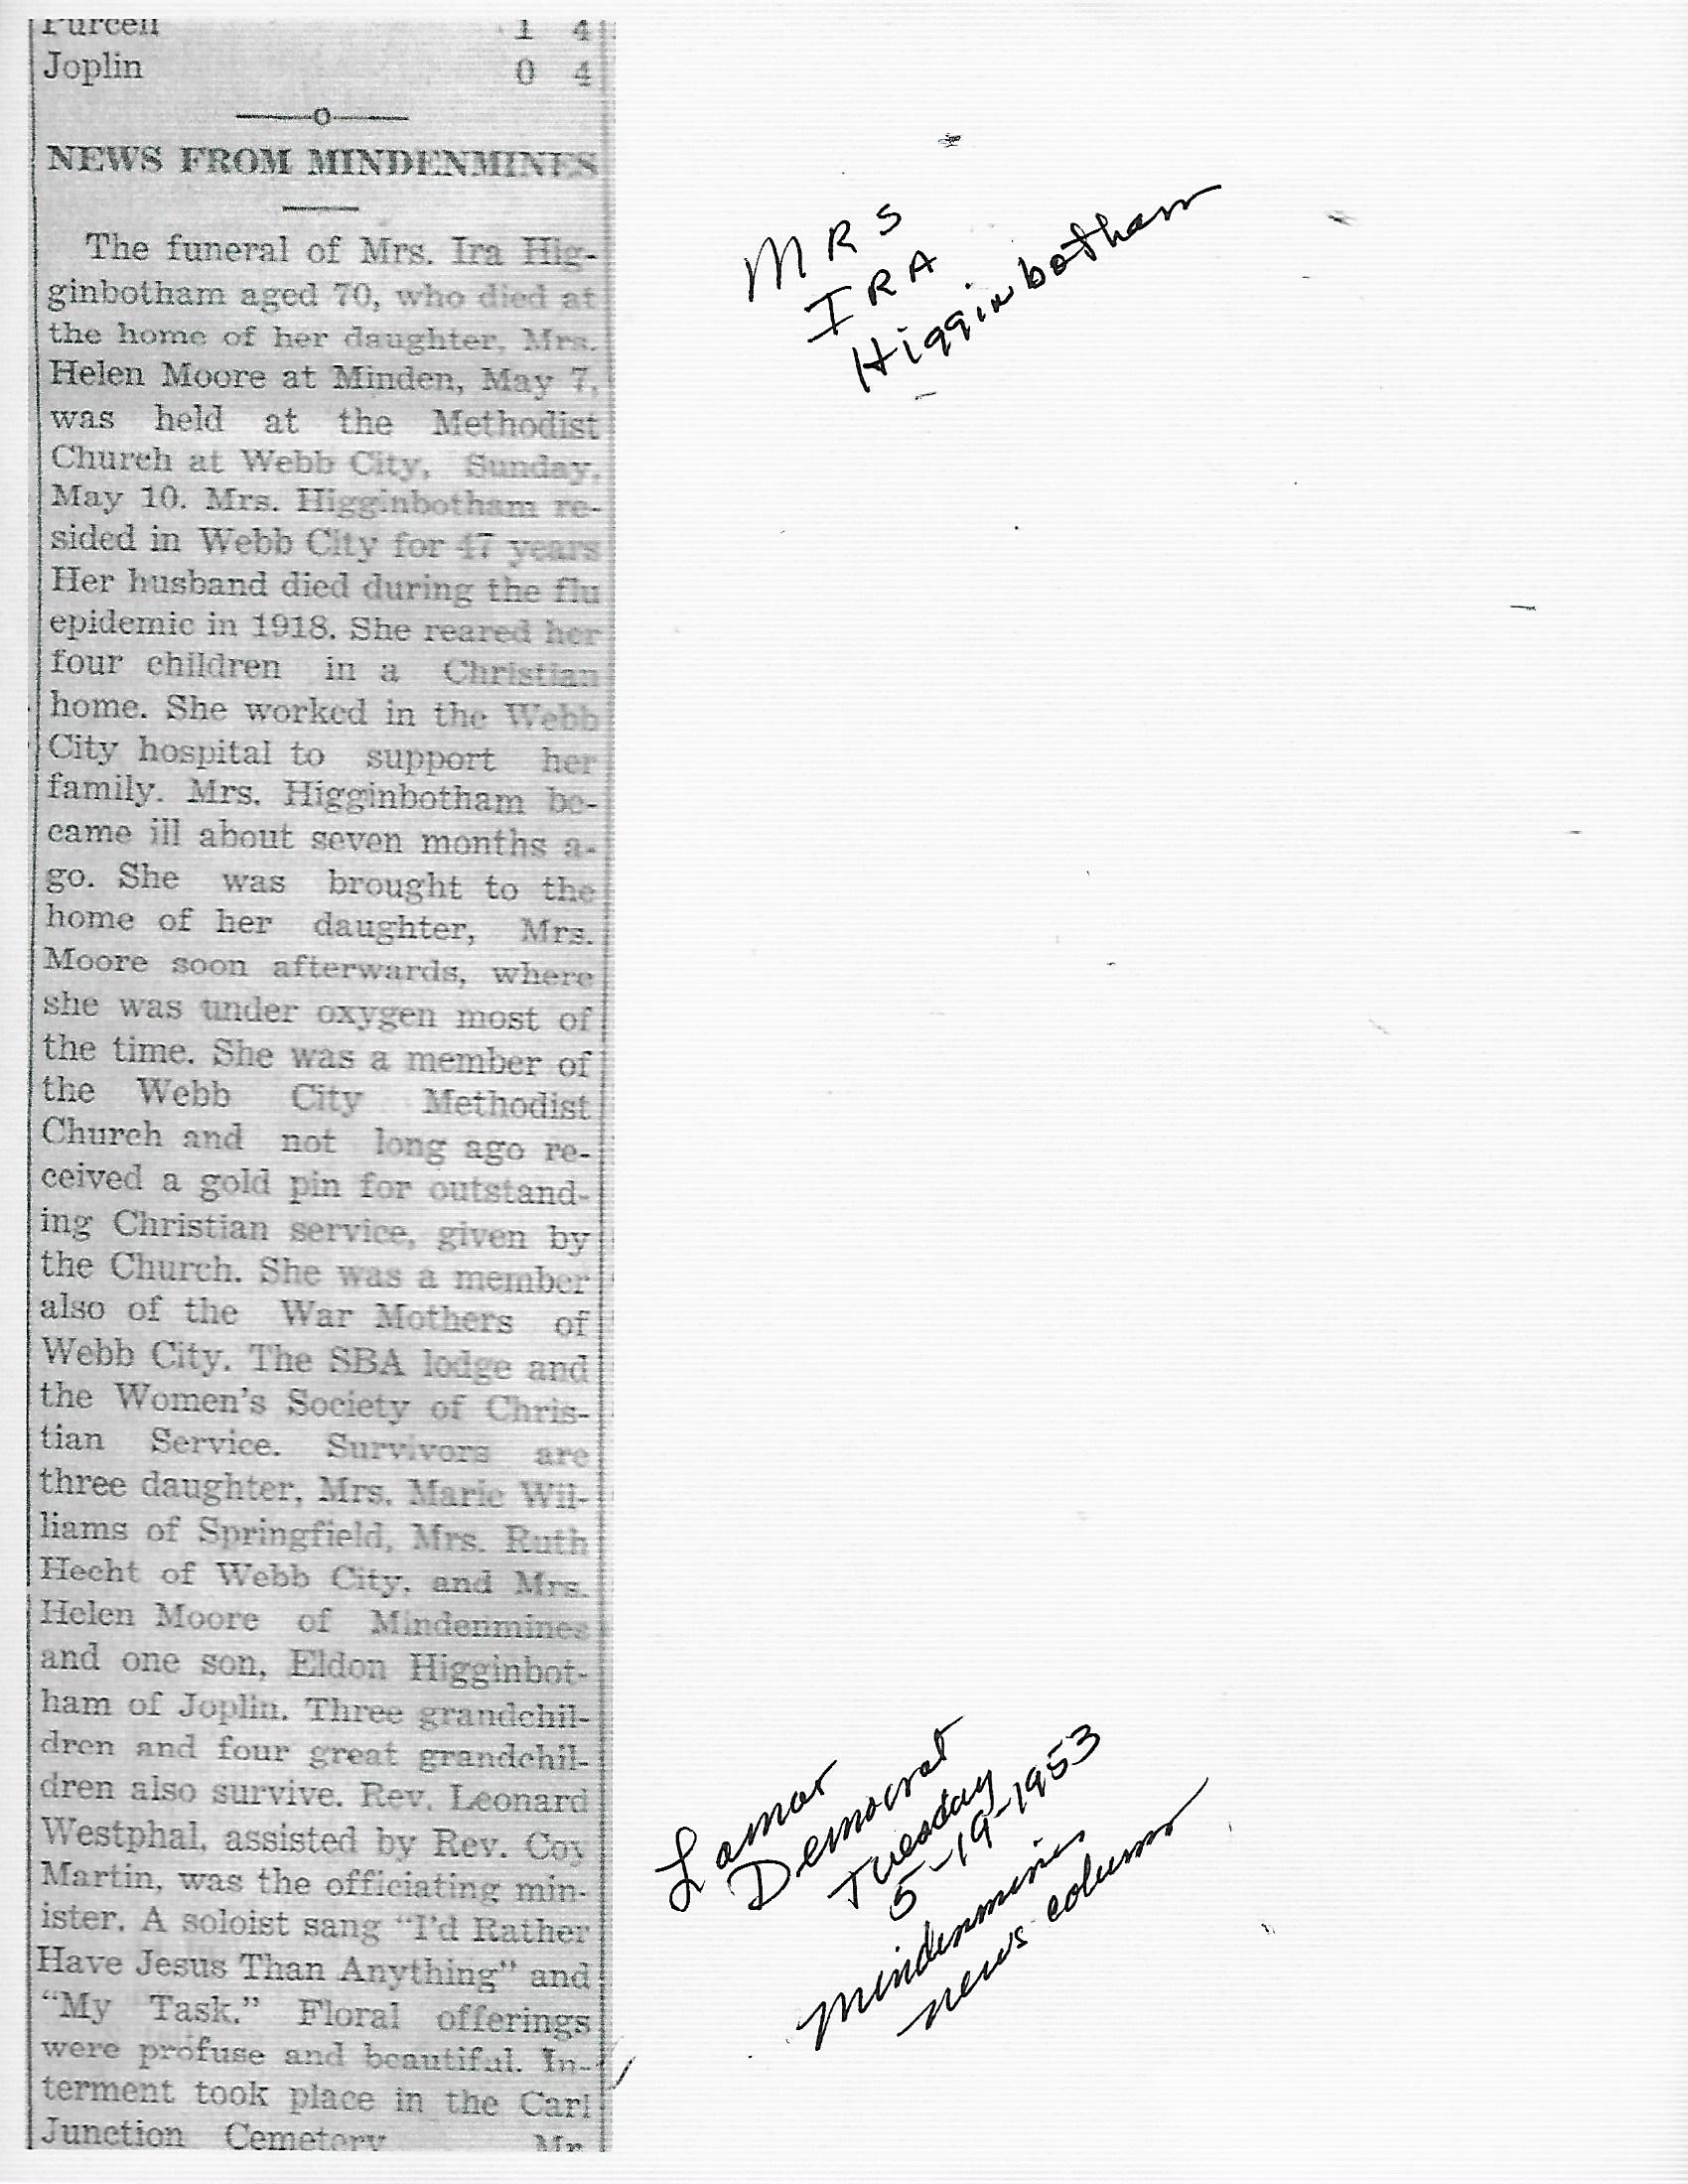 Purcell 1 4
Joplin 0 4
NEWS FROM MINDENMINES
The funeral of Mrs. Ira Hig-
ginbotham aged 70, who died at
the home of her daughter, Mrs.
Helen Moore at Minden, May 7,
was held at the Methodist
Church at Webb City, Sunday,
May 10. Mrs. Higginbotham re-
sided in Webb City for 47 years
Her husband died during the flu
epidemic in 1918. She reared her
four children in a Christian
home. She worked in the Webb
City hospital to support her
family. Mrs. Higginbotham be-
came ill about seven months a-
go. She was brought to the
home of her daughter, Mrs.
Moore soon afterwards, where
she was under oxygen most of
the time. She was a member of
the Webb City Methodist
Church and not long ago re-
ceived a gold pin for outstand-
ing Christian service, given by
the Church. She was a member
also of the War Mothers of
Webb City. The SBA lodge and
the Women's Society of Chris-
tian Service. Survivors are
three daughter, Mrs. Marie Wil-
liams of Springfield, Mrs. Ruth
Hecht of Webb City, and Mrs.
Helen Moore of Mindenmines
and one son, Eldon Higginbot-
ham of Joplin. Three grandchil-
dren and four great grandchil-
dren also survive. Rev. Leonard
Westphal, assisted by Rev. Coy
Martin, was the officiating min-
ister. A soloist sang "I'd Rather
Have Jesus Than Anything" and
"My Task." Floral offerings
were profuse and beautiful. In-
terment took place in the Carl
Junction Cemetery Mr.
MRS
IRA
Higginbotham
Lamar
Democrat
Tuesday
5-19-1953
mindenmines
news column